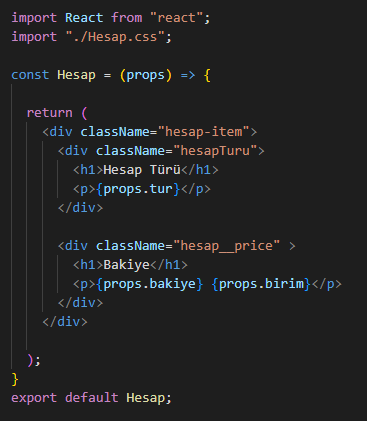 import React from "react";
import "./Hesap.css";
const Hesap = (props) => {
return (
<div className="hesap-item">
<div className="hesapTuru">
<h1>Hesap Türü</h1>
<p>{props.tur}</p>
</div>
<div className="hesap__price" >
<h1>Bakiye</h1>
<p>{props.bakiye} {props.birim}</p>
</div>
</div>
);
}
export default Hesap;